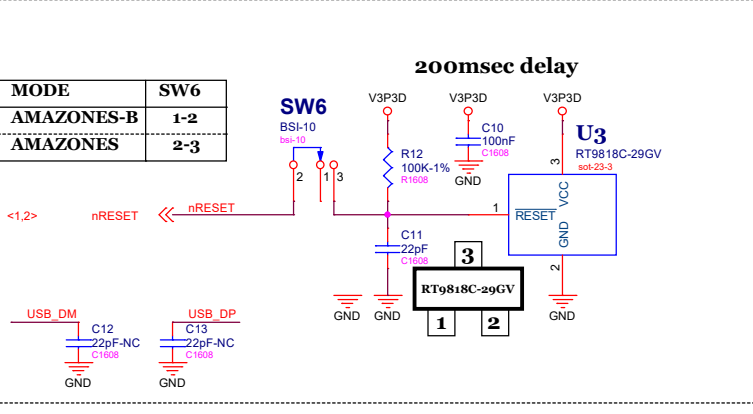 200msec delay
MODE SW6
AMAZONES-B 1-2
AMAZONES 2-3
SW6
BSI-10
bsi-10
2 1 3
V3P3D
R12
100K-1%
R1608
V3P3D
C10
100nF
C1608
GND
V3P3D
U3
RT9818C-29GV
sot-23-3
3
VCC
1
RESET
GND
2
GND
<1,2> nRESET nRESET
C11
22pF
C1608
GND GND
3
RT9818C-29GV
1 2
USB_DM
C12
22pF-NC
C1608
GND
USB_DP
C13
22pF-NC
C1608
GND